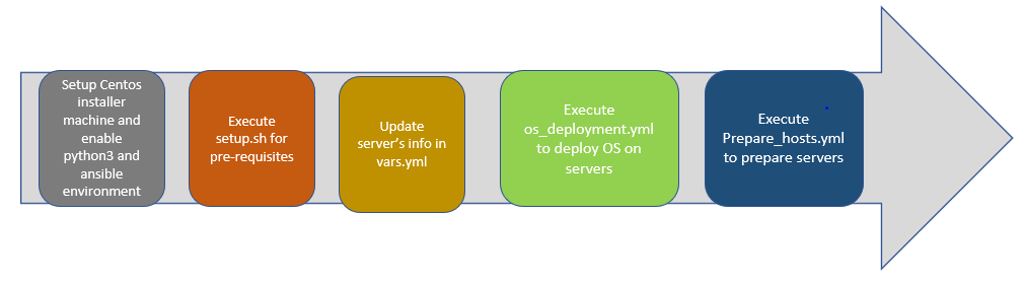 Setup Centos
installer
machine and
enable
python3 and
ansible
environment
Execute
setup.sh for
pre-requisites
Update
server's info in
vars.yml
Execute
os_deployment.yml
to deploy OS on
servers
Execute
Prepare_hosts.yml
to prepare servers